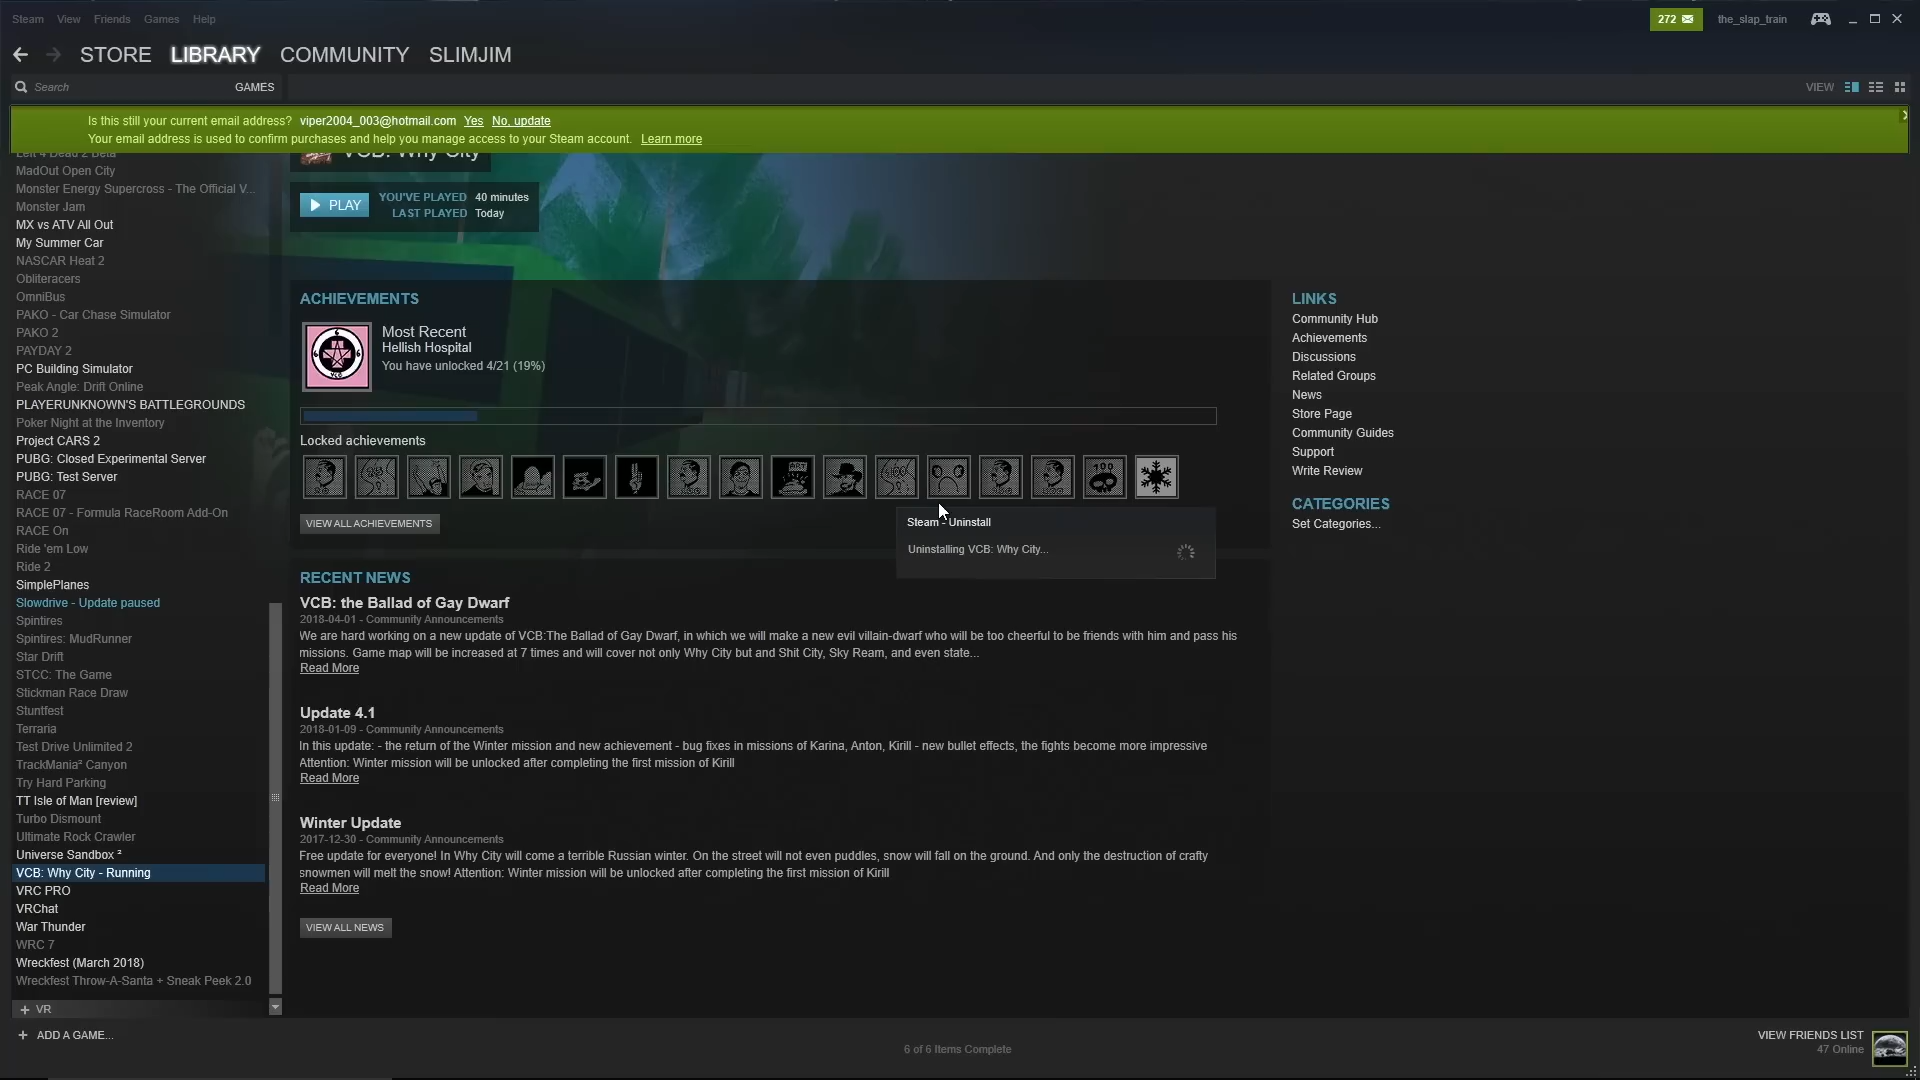 Steam View Friends Games Help
272 the_slap_train
STORE LIBRARY COMMUNITY SLIMJIM
Search GAMES VIEW
Is this still your current email address? viper2004_003@hotmail.com Yes No, update
Your email address is used to confirm purchases and help you manage access to your Steam account. Learn more
Left 4 Dead 2 Beta
MadOut Open City
Monster Energy Supercross - The Official V...
Monster Jam
MX vs ATV All Out
My Summer Car
NASCAR Heat 2
Obliteracers
OmniBus
PAKO - Car Chase Simulator
PAKO 2
PAYDAY 2
PC Building Simulator
Peak Angle: Drift Online
PLAYERUNKNOWN'S BATTLEGROUNDS
Poker Night at the Inventory
Project CARS 2
PUBG: Closed Experimental Server
PUBG: Test Server
RACE 07
RACE 07 - Formula RaceRoom Add-On
RACE On
Ride 'em Low
Ride 2
SimplePlanes
Slowdrive - Update paused
Spintires
Spintires: MudRunner
Star Drift
STCC: The Game
Stickman Race Draw
Stuntfest
Terraria
Test Drive Unlimited 2
TrackMania² Canyon
Try Hard Parking
TT Isle of Man [review]
Turbo Dismount
Ultimate Rock Crawler
Universe Sandbox ²
VCB: Why City - Running
VRC PRO
VRChat
War Thunder
WRC 7
Wreckfest (March 2018)
Wreckfest Throw-A-Santa + Sneak Peek 2.0
+ VR
+ ADD A GAME...
VCB: Why City
PLAY
YOU'VE PLAYED 40 minutes
LAST PLAYED Today
ACHIEVEMENTS
Most Recent
Hellish Hospital
You have unlocked 4/21 (19%)
Locked achievements
VIEW ALL ACHIEVEMENTS
Steam - Uninstall
Uninstalling VCB: Why City...
RECENT NEWS
VCB: the Ballad of Gay Dwarf
2018-04-01 - Community Announcements
We are hard working on a new update of VCB:The Ballad of Gay Dwarf, in which we will make a new evil villain-dwarf who will be too cheerful to be friends with him and pass his
missions. Game map will be increased at 7 times and will cover not only Why City but and Shit City, Sky Ream, and even state...
Read More
Update 4.1
2018-01-09 - Community Announcements
In this update: - the return of the Winter mission and new achievement - bug fixes in missions of Karina, Anton, Kirill - new bullet effects, the fights become more impressive
Attention: Winter mission will be unlocked after completing the first mission of Kirill
Read More
Winter Update
2017-12-30 - Community Announcements
Free update for everyone! In Why City will come a terrible Russian winter. On the street will not even puddles, snow will fall on the ground. And only the destruction of crafty
snowmen will melt the snow! Attention: Winter mission will be unlocked after completing the first mission of Kirill
Read More
VIEW ALL NEWS
LINKS
Community Hub
Achievements
Discussions
Related Groups
News
Store Page
Community Guides
Support
Write Review
CATEGORIES
Set Categories...
6 of 6 Items Complete
VIEW FRIENDS LIST
47 Online